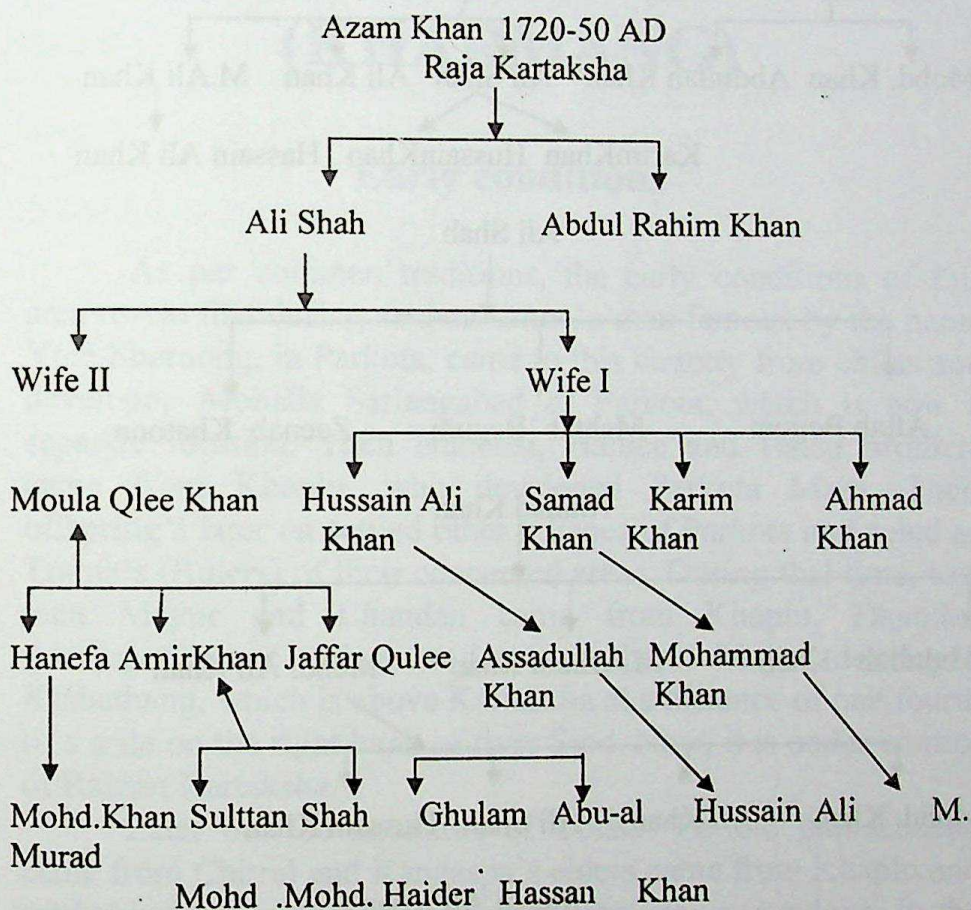 Azam Khan 1720-50 AD
Raja Kartaksha
Ali Shah Abdul Rahim Khan
Wife II Wife I
Moula Qlee Khan Hussain Ali Samad Karim Ahmad
Khan Khan Khan Khan
Hanefa AmirKhan Jaffar Qulee Assadullah Mohammad
Khan Khan
Mohd.Khan Sulttan Shah Ghulam Abu-al Hussain Ali M.
Murad
Mohd .Mohd. Haider Hassan Khan